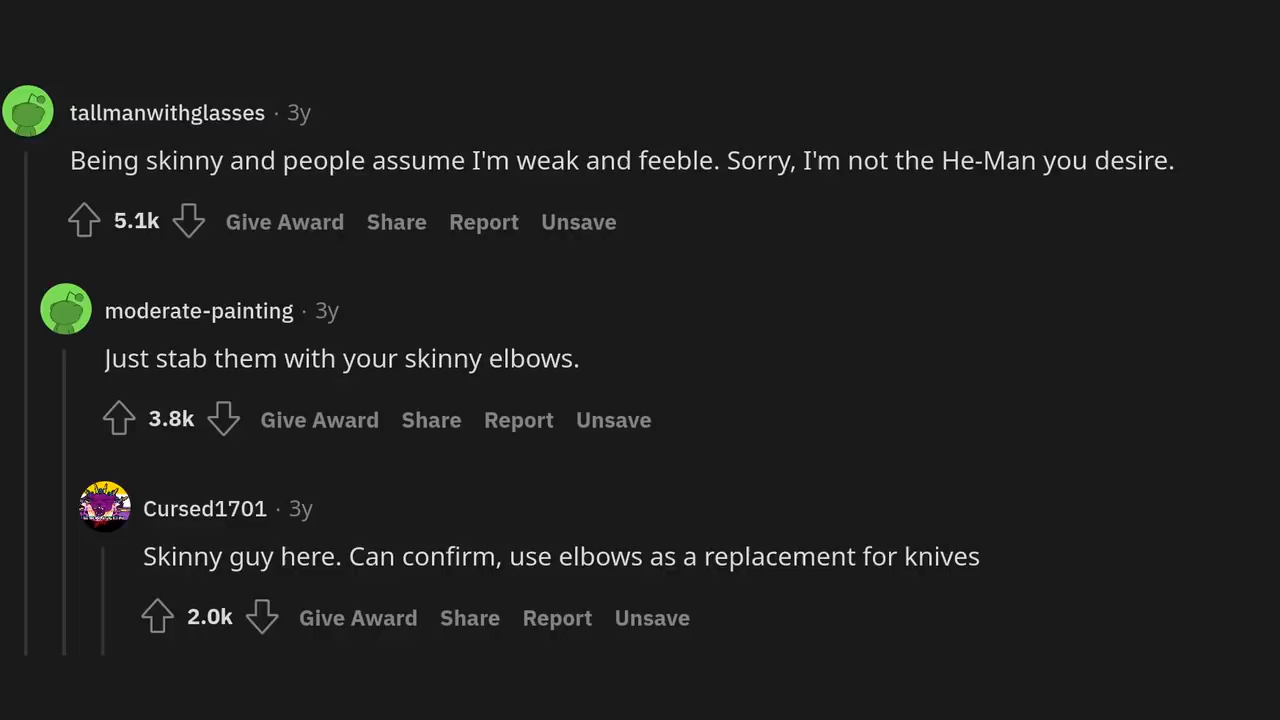 tallmanwithglasses · 3y
Being skinny and people assume I'm weak and feeble. Sorry, I'm not the He-Man you desire.
5.1k Give Award Share Report Unsave
moderate-painting · 3y
Just stab them with your skinny elbows.
3.8k Give Award Share Report Unsave
Cursed1701 · 3y
Skinny guy here. Can confirm, use elbows as a replacement for knives
2.0k Give Award Share Report Unsave